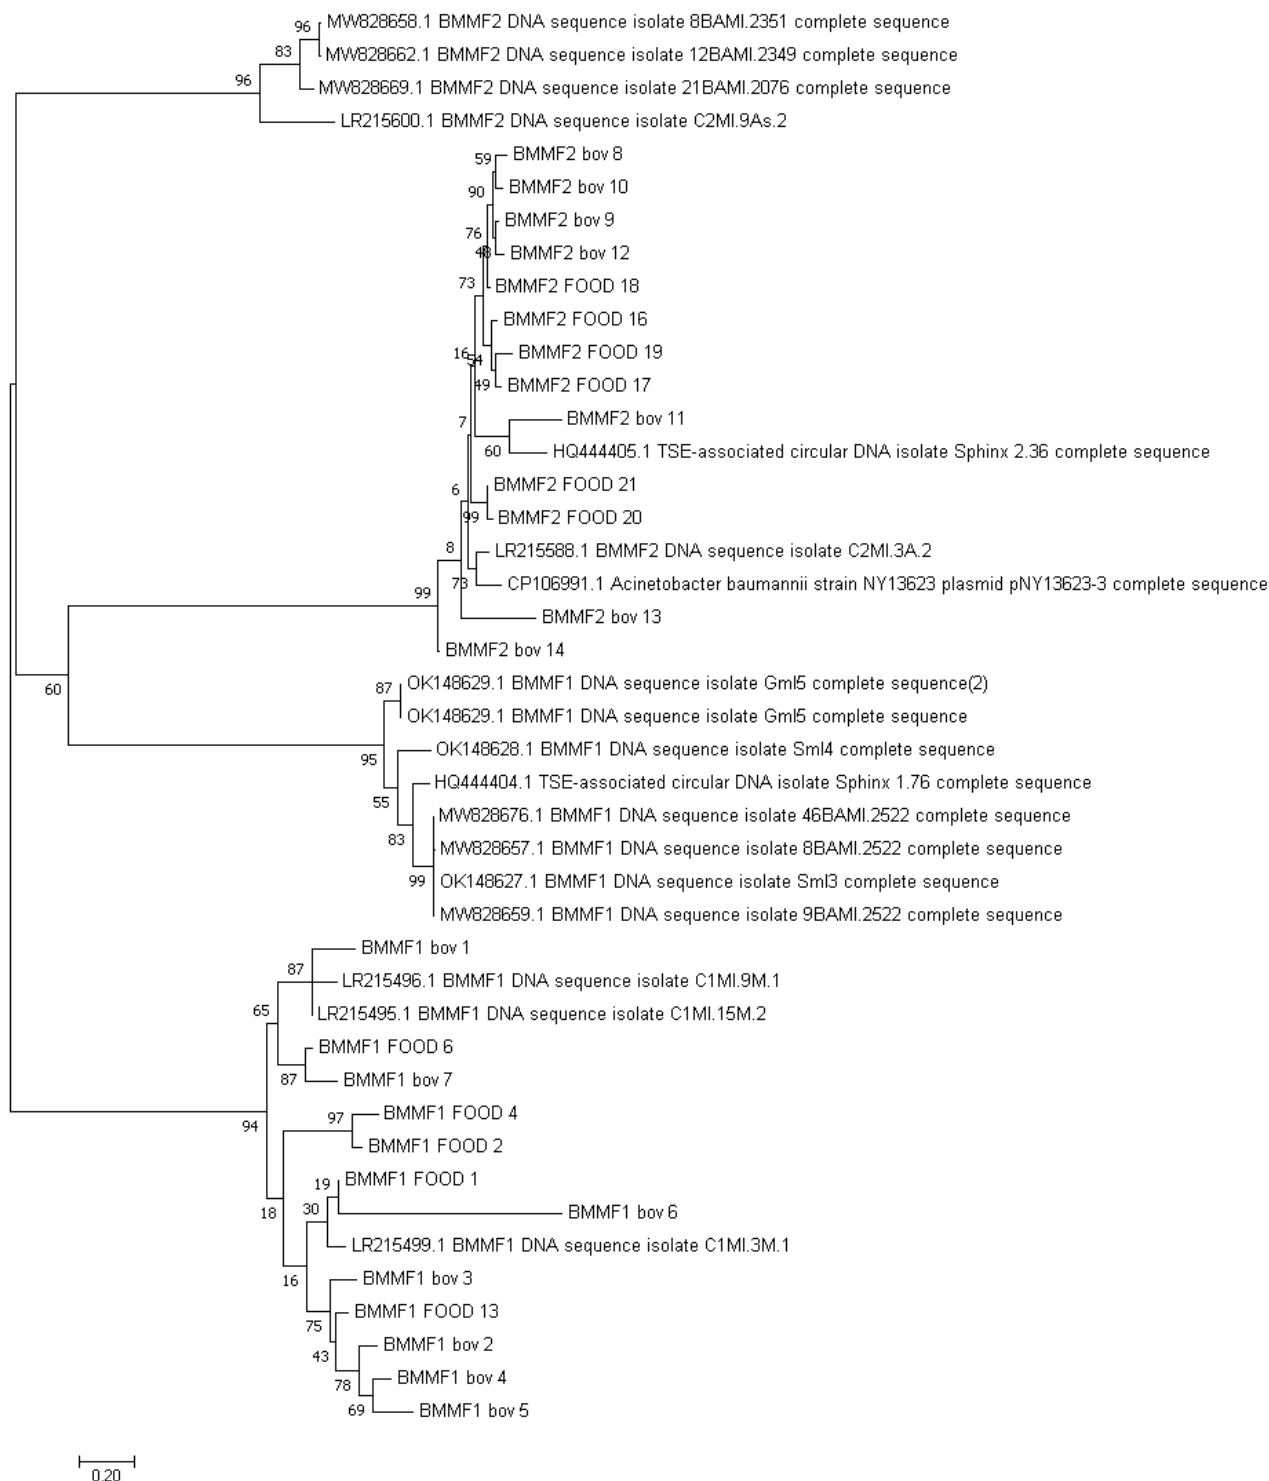 96
MW828658.1 BMMF2 DNA sequence isolate 8BAMI.2351 complete sequence
83
MW828662.1 BMMF2 DNA sequence isolate 12BAMI.2349 complete sequence
96
MW828669.1 BMMF2 DNA sequence isolate 21BAMI.2076 complete sequence
LR215600.1 BMMF2 DNA sequence isolate C2MI.9As.2
59
BMMF2 bov 8
90
BMMF2 bov 10
BMMF2 bov 9
76
48
BMMF2 bov 12
73
BMMF2 FOOD 18
BMMF2 FOOD 16
16
54
BMMF2 FOOD 19
49
BMMF2 FOOD 17
7
BMMF2 bov 11
60
HQ444405.1 TSE-associated circular DNA isolate Sphinx 2.36 complete sequence
6
BMMF2 FOOD 21
99
BMMF2 FOOD 20
8
LR215588.1 BMMF2 DNA sequence isolate C2MI.3A.2
73
CP106991.1 Acinetobacter baumannii strain NY13623 plasmid pNY13623-3 complete sequence
99
BMMF2 bov 13
BMMF2 bov 14
60
87
OK148629.1 BMMF1 DNA sequence isolate Gml5 complete sequence(2)
OK148629.1 BMMF1 DNA sequence isolate Gml5 complete sequence
95
OK148628.1 BMMF1 DNA sequence isolate Sml4 complete sequence
55
HQ444404.1 TSE-associated circular DNA isolate Sphinx 1.76 complete sequence
MW828676.1 BMMF1 DNA sequence isolate 46BAMI.2522 complete sequence
83
MW828657.1 BMMF1 DNA sequence isolate 8BAMI.2522 complete sequence
99
OK148627.1 BMMF1 DNA sequence isolate Sml3 complete sequence
MW828659.1 BMMF1 DNA sequence isolate 9BAMI.2522 complete sequence
BMMF1 bov 1
87
LR215496.1 BMMF1 DNA sequence isolate C1MI.9M.1
65
LR215495.1 BMMF1 DNA sequence isolate C1MI.15M.2
BMMF1 FOOD 6
87
BMMF1 bov 7
94
97
BMMF1 FOOD 4
BMMF1 FOOD 2
19
BMMF1 FOOD 1
18
30
BMMF1 bov 6
LR215499.1 BMMF1 DNA sequence isolate C1MI.3M.1
16
BMMF1 bov 3
75
BMMF1 FOOD 13
43
BMMF1 bov 2
78
BMMF1 bov 4
69
BMMF1 bov 5
0.20